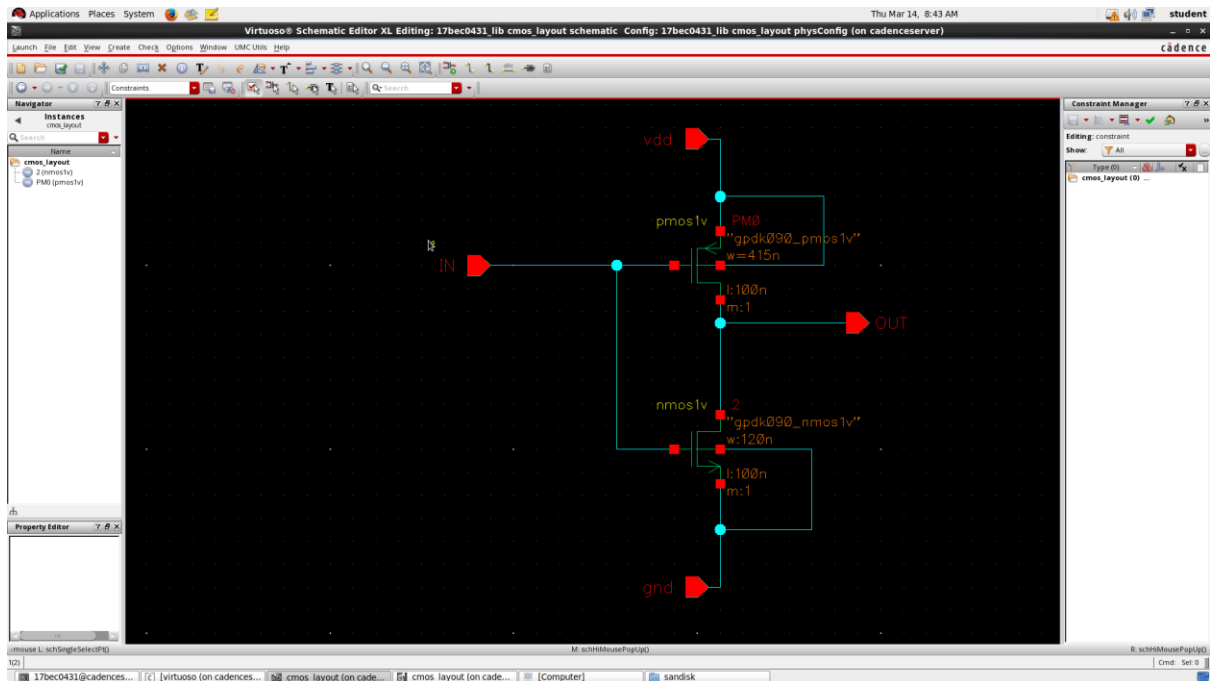 Applications Places System Thu Mar 14, 8:43 AM student
Virtuoso® Schematic Editor XL Editing: 17bec0431_lib cmos_layout schematic Config: 17bec0431_lib cmos_layout physConfig (on cadenceserver)
Launch File Edit View Create Check Options Window UMC Utils Help cādence
Constraints Search
Navigator ? X
Instances
cmos_layout
Search
Name
cmos_layout
2 (nmos1v)
PM0 (pmos1v)
Property Editor ? X
vdd
pmos1v PM0
"gpdk090_pmos1v"
w=415n
IN
l:100n
m:1
OUT
nmos1v 2
"gpdk090_nmos1v"
w:120n
l:100n
m:1
gnd
Constraint Manager ? X
Editing: constraint
Show: All
Type (0)
cmos_layout (0) ...
mouse L: schSingleSelectPt() M: schHiMousePopUp() R: schHiMousePopUp()
1(2) Cmd: Sel: 0
17bec0431@cadences... [virtuoso (on cadences... cmos_layout (on cade... cmos_layout (on cade... [Computer] sandisk